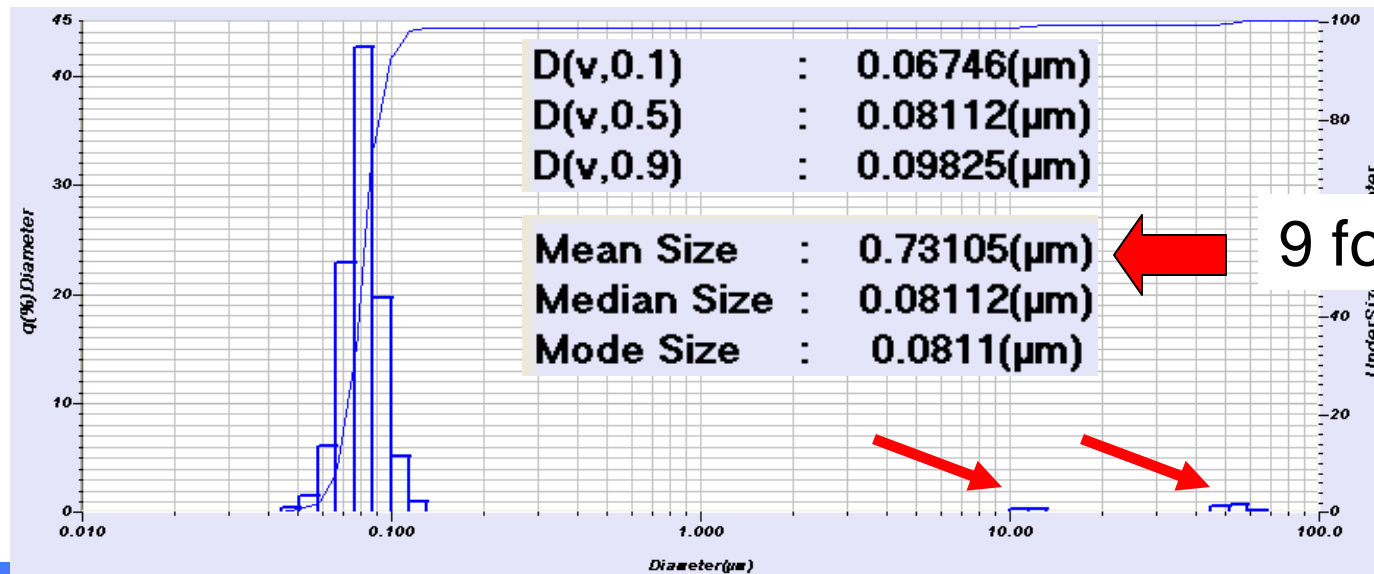 45
100
D(v,0.1) : 0.06746(µm)
40
D(v,0.5) : 0.08112(µm)
80
D(v,0.9) : 0.09825(µm)
30
q(%)Diameter
Mean Size : 0.73105(µm)
9
20
Median Size : 0.08112(µm)
40
Mode Size : 0.0811(µm)
10
20
0
0
0.010
0.100
1.000
10.00
100.0
Diameter(µm)